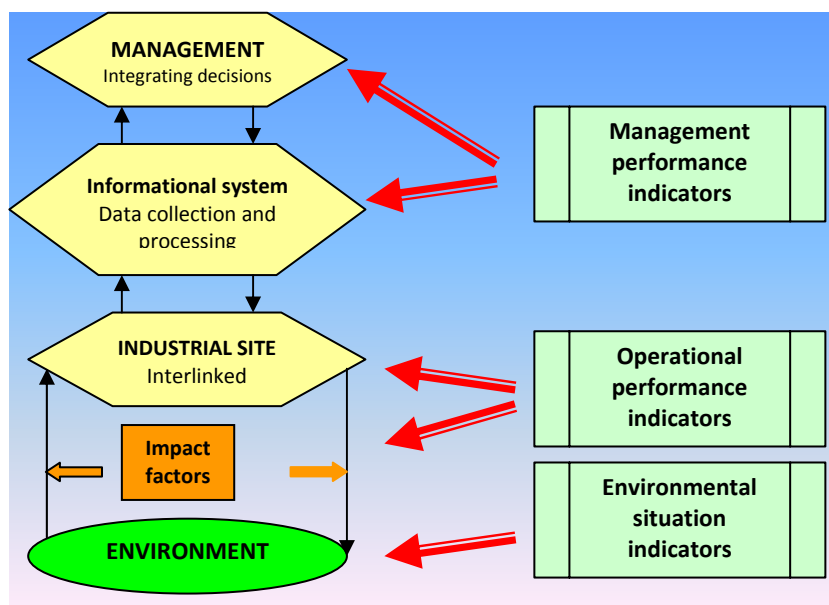 MANAGEMENT
Integrating decisions
Informational system
Data collection and
processing
INDUSTRIAL SITE
Interlinked
Impact
factors
ENVIRONMENT
Management
performance
indicators
Operational
performance
indicators
Environmental
situation
indicators